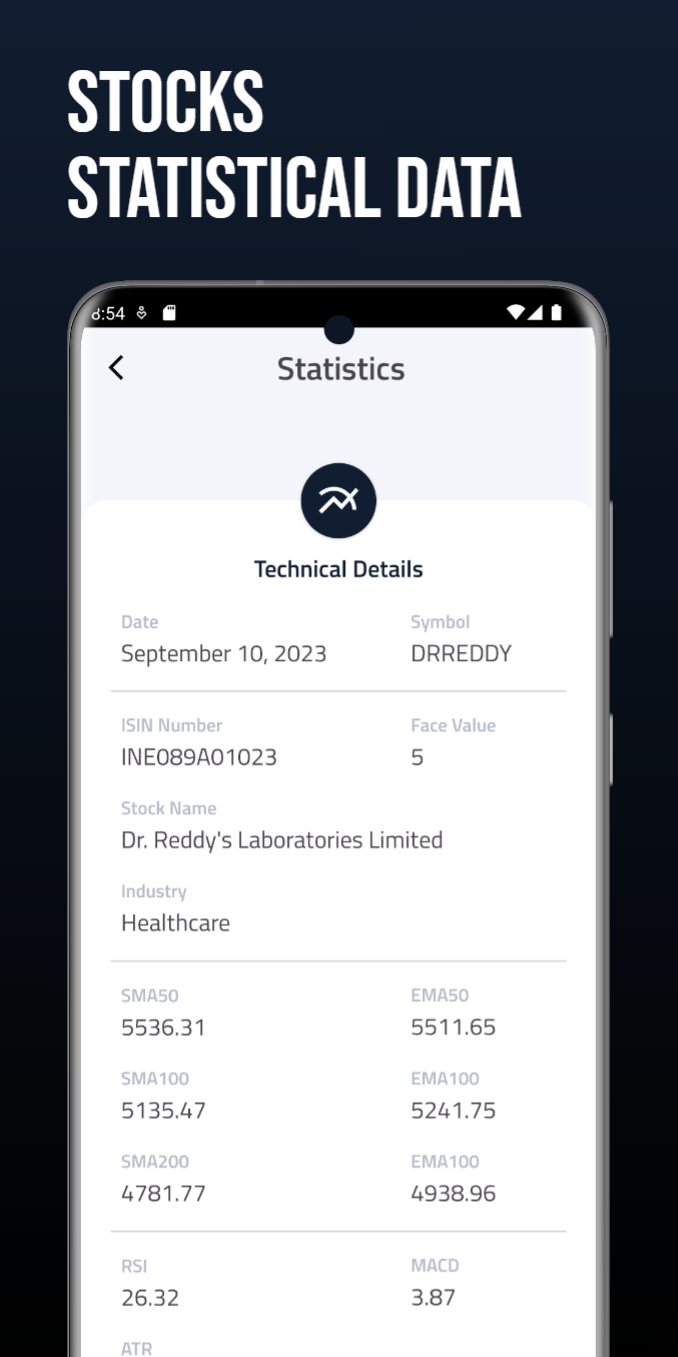 STOCKS
STATISTICAL DATA
:54
Statistics
Technical Details
Date Symbol
September 10, 2023 DRREDDY
ISIN Number Face Value
INE089A01023 5
Stock Name
Dr. Reddy's Laboratories Limited
Industry
Healthcare
SMA50 EMA50
5536.31 5511.65
SMA100 EMA100
5135.47 5241.75
SMA200 EMA100
4781.77 4938.96
RSI MACD
26.32 3.87
ATR